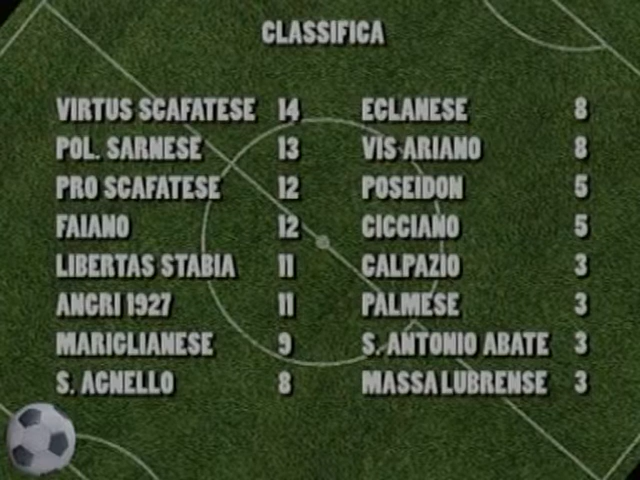 CLASSIFICA
VIRTUS SCAFATESE 14
POL. SARNESE 13
PRO SCAFATESE 12
FAIANO 12
LIBERTAS STABIA 11
ANGRI 1927 11
MARIGLIANESE 9
S. AGNELLO 8
ECLANESE 8
VIS ARIANO 8
POSEIDON 5
CICCIANO 5
CALPAZIO 3
PALMESE 3
S. ANTONIO ABATE 3
MASSALUBRENSE 3